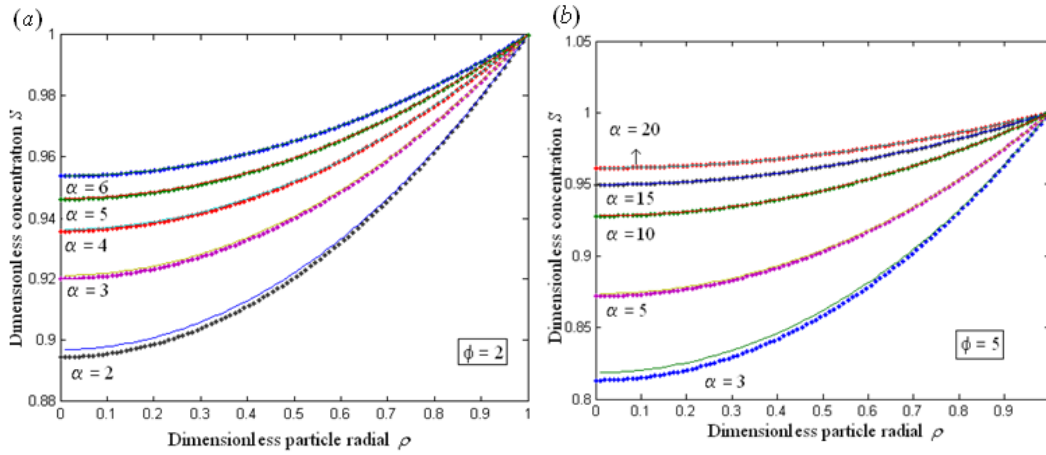 (a)
1
0.98
0.96
0.94
0.92
0.9
0.88
Dimensionless concentration S
α = 6
α = 5
α = 4
α = 3
α = 2
ϕ = 2
0 0.1 0.2 0.3 0.4 0.5 0.6 0.7 0.8 0.9 1
Dimensionless particle radial ρ
(b)
1.05
1
0.95
0.9
0.85
0.8
Dimensionless concentration S
α = 20
α = 15
α = 10
α = 5
α = 3
ϕ = 5
0 0.1 0.2 0.3 0.4 0.5 0.6 0.7 0.8 0.9
Dimensionless particle radial ρ